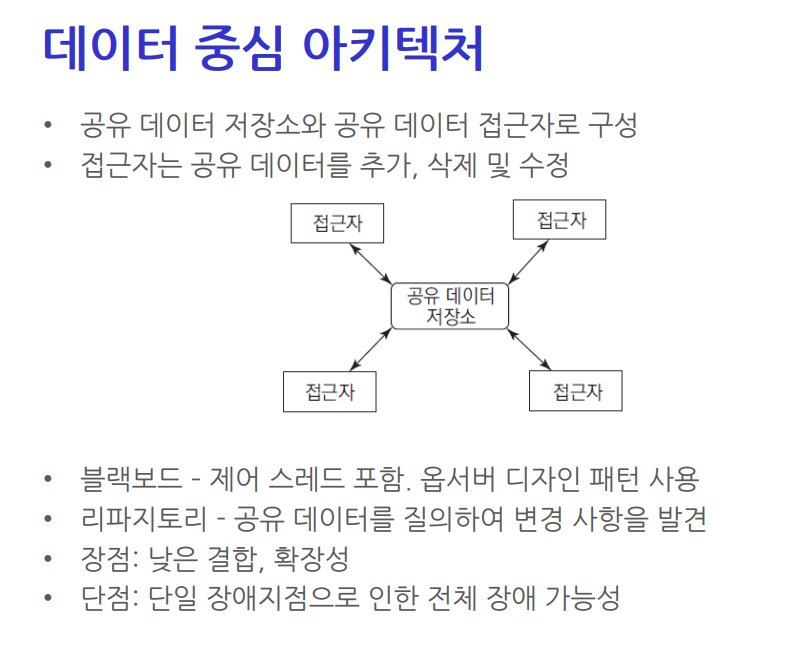 데이터 중심 아키텍처
• 공유 데이터 저장소와 공유 데이터 접근자로 구성
• 접근자는 공유 데이터를 추가, 삭제 및 수정
접근자
접근자
공유 데이터
저장소
접근자
접근자
• 블랙보드 - 제어 스레드 포함. 옵서버 디자인 패턴 사용
• 리파지토리 - 공유 데이터를 질의하여 변경 사항을 발견
• 장점: 낮은 결합, 확장성
• 단점: 단일 장애지점으로 인한 전체 장애 가능성